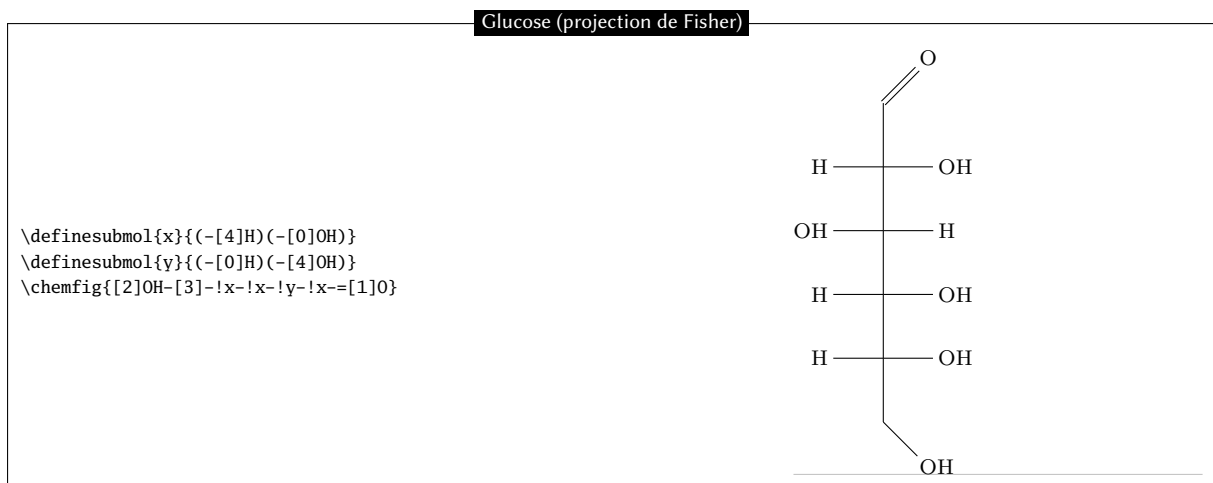 Glucose (projection de Fisher)
\definesubmol{x}{(-[4]H)(-[0]OH)}
\definesubmol{y}{(-[0]H)(-[4]OH)}
\chemfig{[2]OH-[3]-!x-!x-!y-!x-=[1]O}
O
H OH
OH H
H OH
H OH
OH